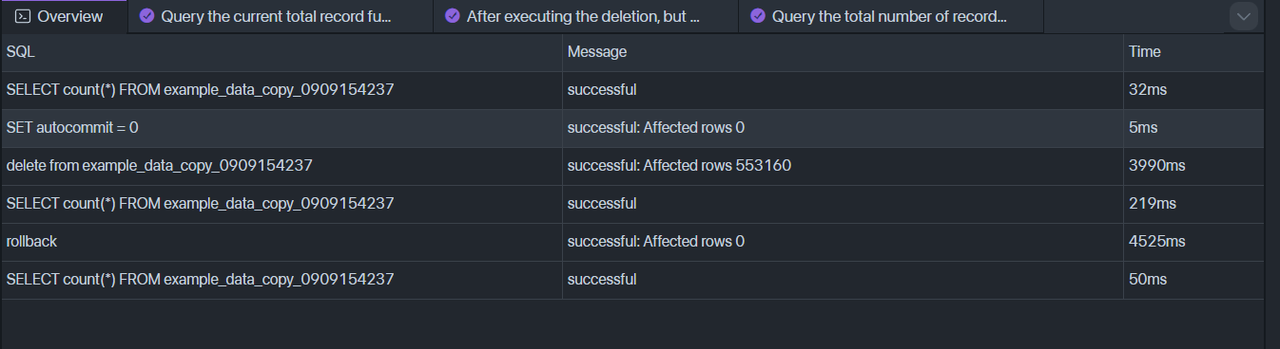 Overview Query the current total record fu... After executing the deletion, but ... Query the total number of record...
SQL Message Time
SELECT count(*) FROM example_data_copy_0909154237 successful 32ms
SET autocommit = 0 successful: Affected rows 0 5ms
delete from example_data_copy_0909154237 successful: Affected rows 553160 3990ms
SELECT count(*) FROM example_data_copy_0909154237 successful 219ms
rollback successful: Affected rows 0 4525ms
SELECT count(*) FROM example_data_copy_0909154237 successful 50ms